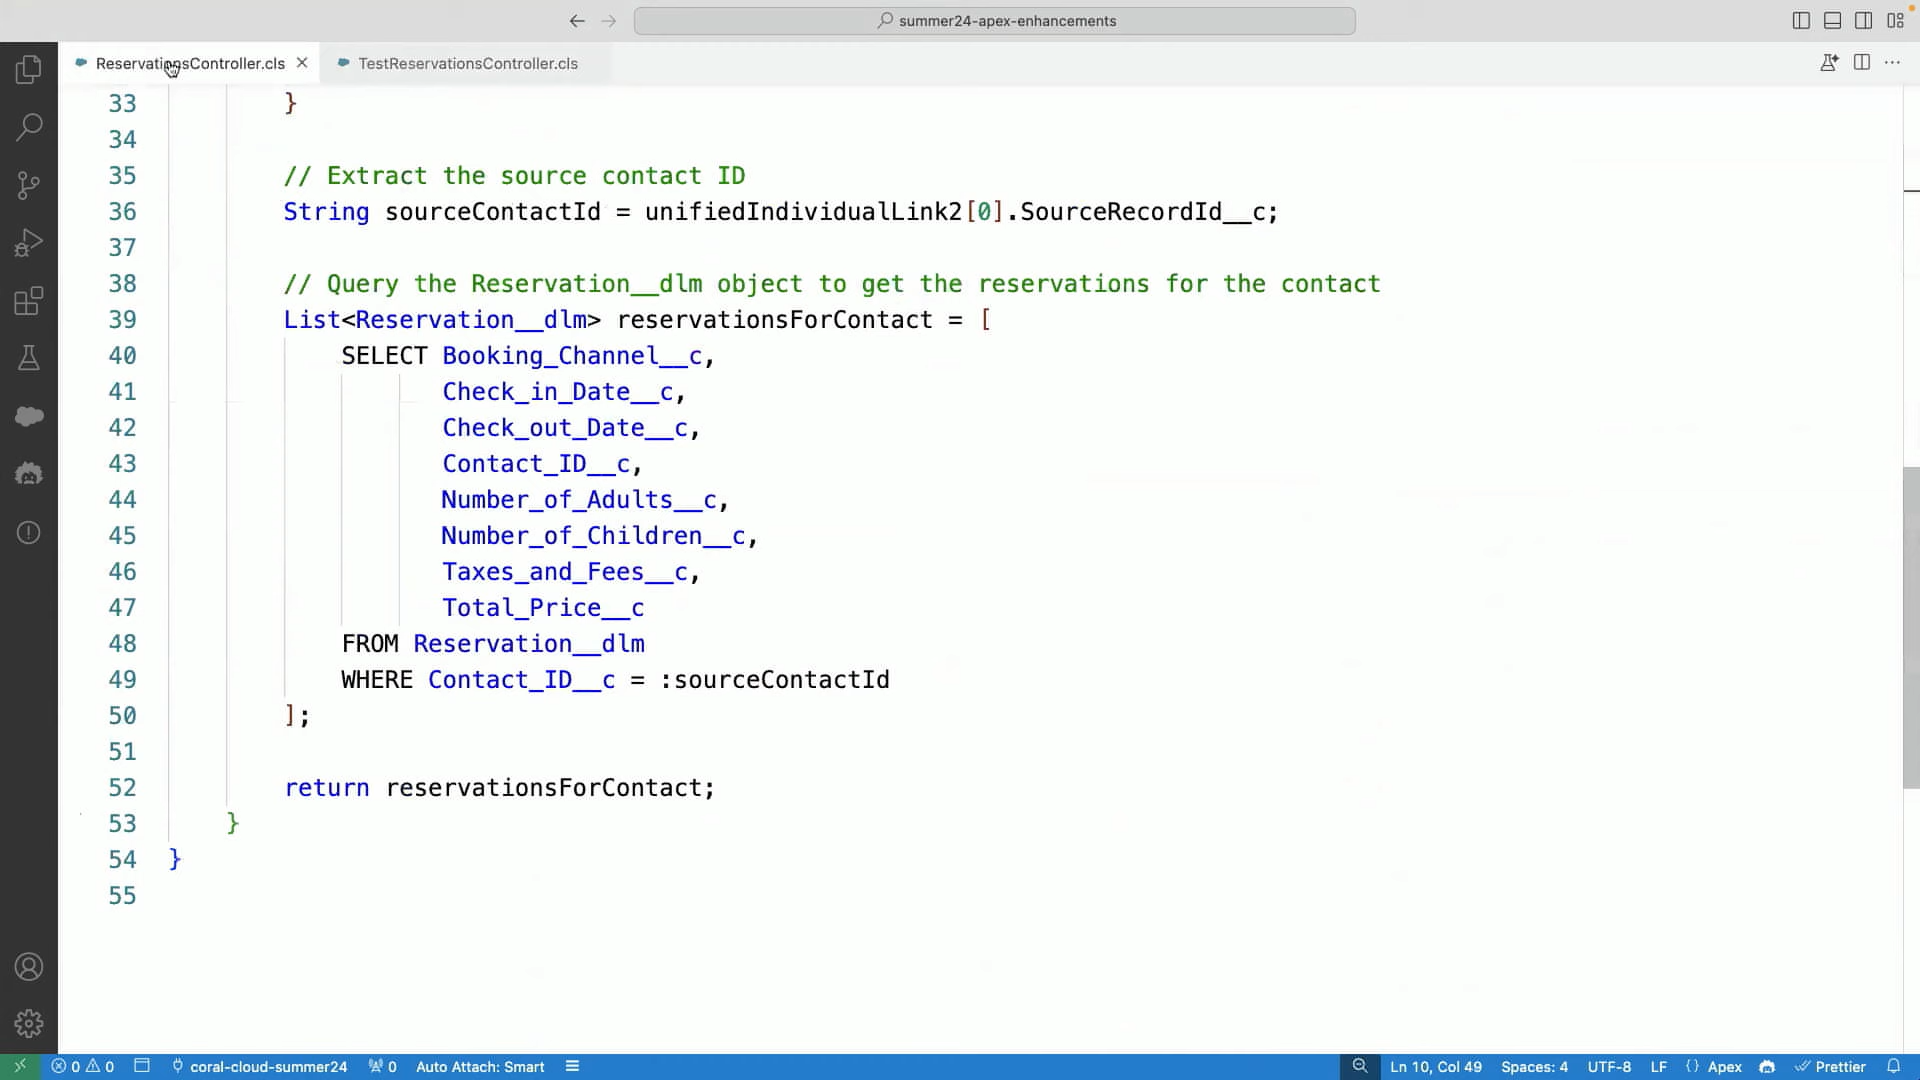 summer24-apex-enhancements
ReservationsController.cls
TestReservationsController.cls
33 }
34
35 // Extract the source contact ID
36 String sourceContactId = unifiedIndividualLink2[0].SourceRecordId__c;
37
38 // Query the Reservation__dlm object to get the reservations for the contact
39 List<Reservation__dlm> reservationsForContact = [
40 SELECT Booking_Channel__c,
41 Check_in_Date__c,
42 Check_out_Date__c,
43 Contact_ID__c,
44 Number_of_Adults__c,
45 Number_of_Children__c,
46 Taxes_and_Fees__c,
47 Total_Price__c
48 FROM Reservation__dlm
49 WHERE Contact_ID__c = :sourceContactId
50 ];
51
52 return reservationsForContact;
53 }
54 }
55
0 0 coral-cloud-summer24 0 Auto Attach: Smart Ln 10, Col 49 Spaces: 4 UTF-8 LF {} Apex Prettier